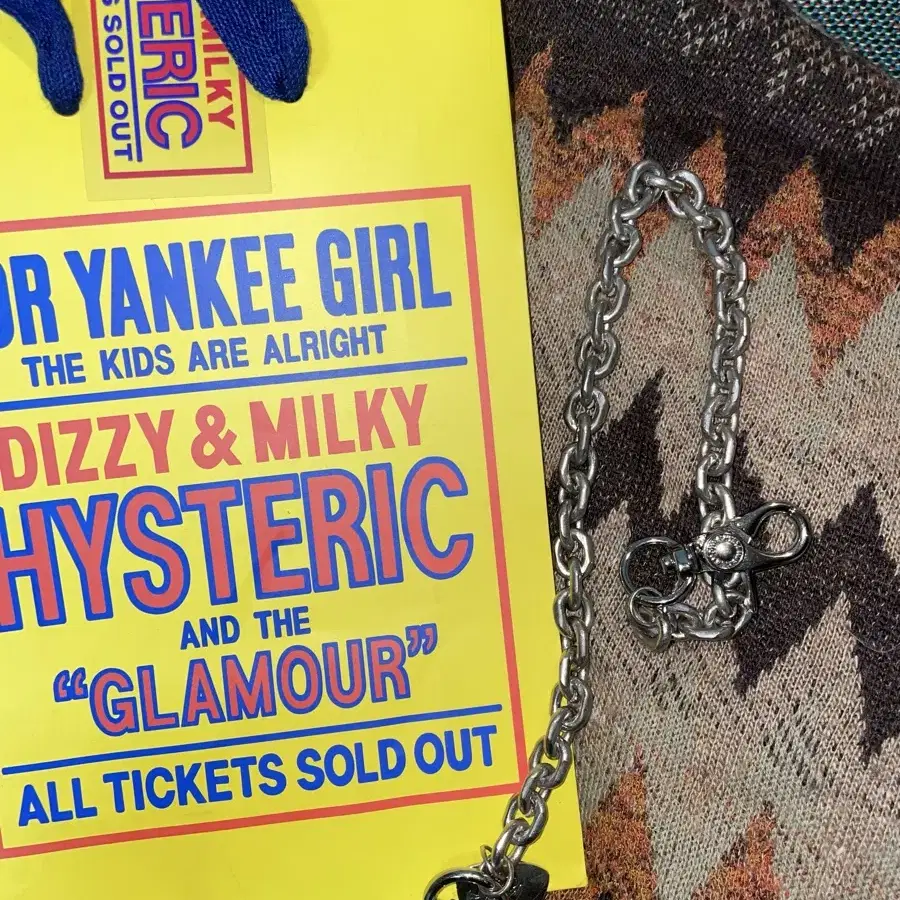 MILKY
ERIC
SOLD OUT
OR YANKEE GIRL
THE KIDS ARE ALRIGHT
DIZZY & MILKY
HYSTERIC
AND THE
“GLAMOUR”
ALL TICKETS SOLD OUT